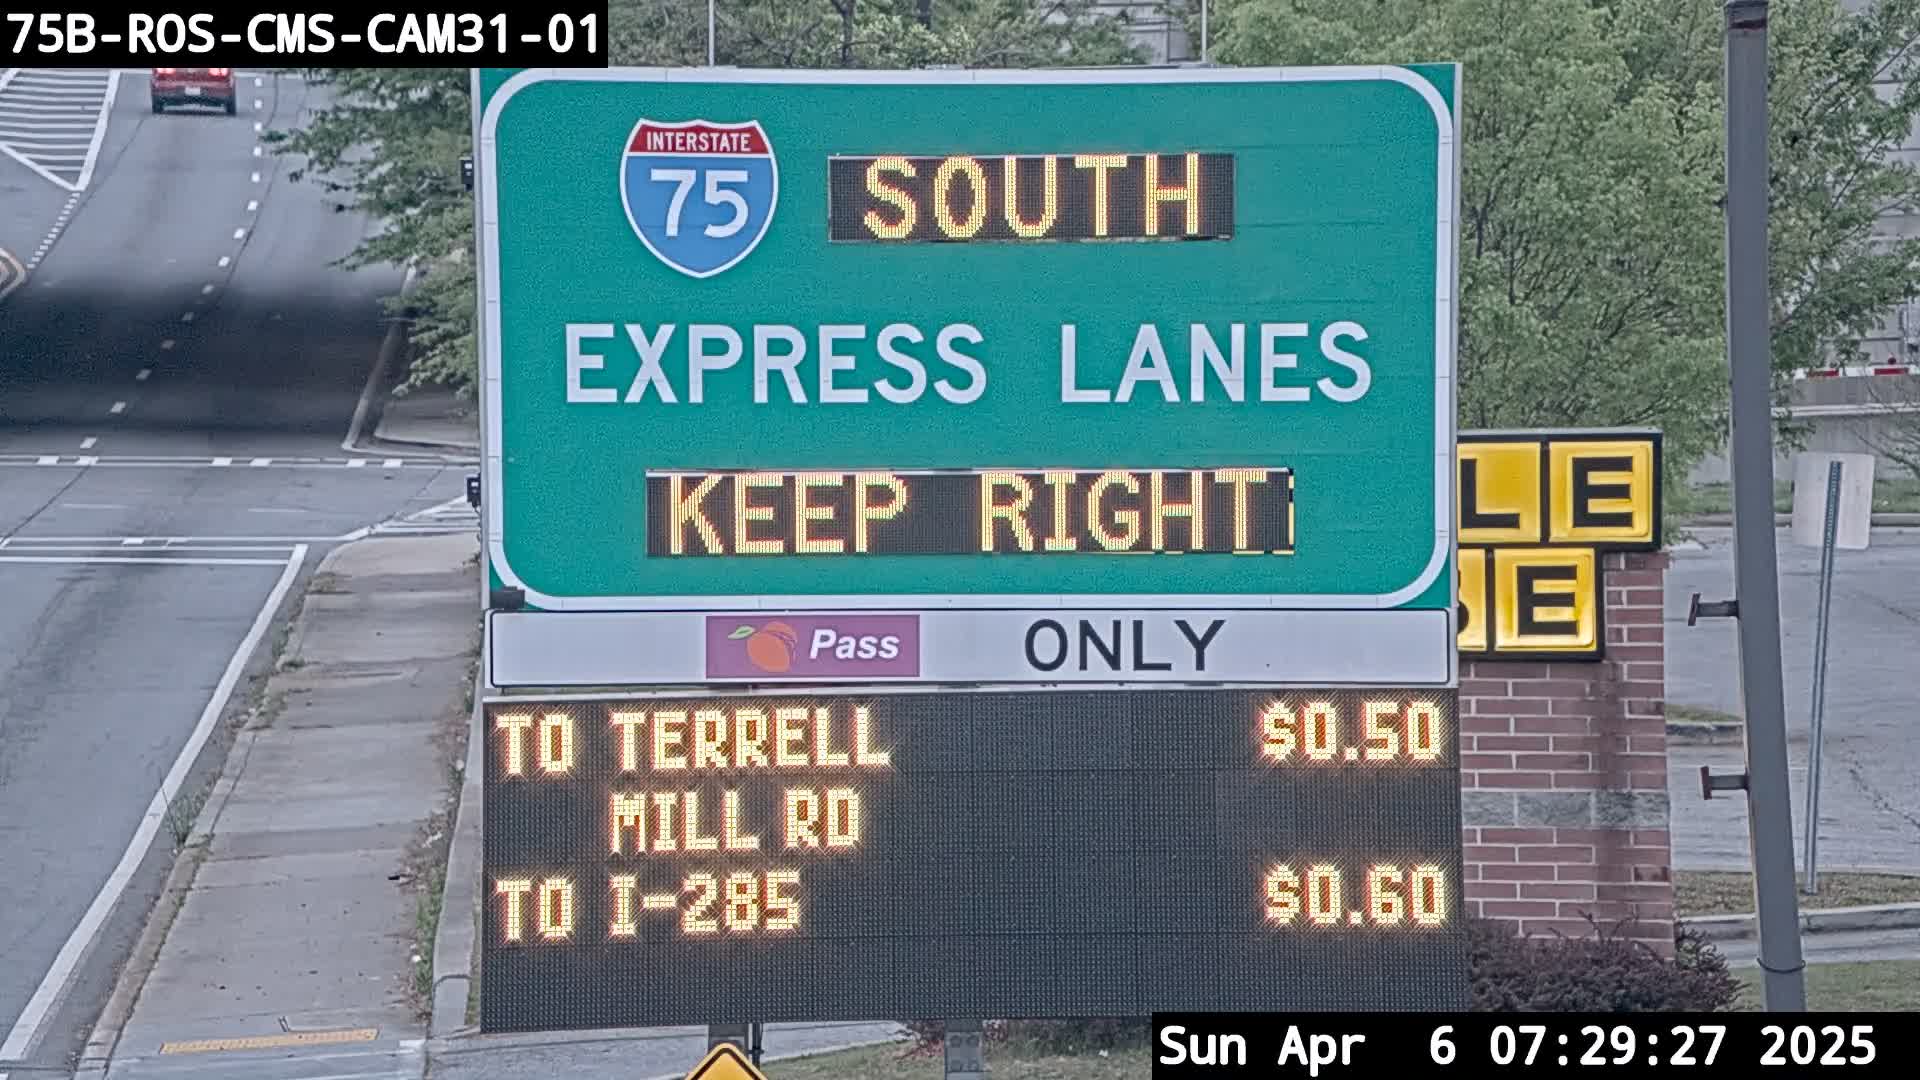 75B-ROS-CMS-CAM31-01
INTERSTATE
75
SOUTH
EXPRESS LANES
KEEP RIGHT
Pass ONLY
TO TERRELL $0.50
MILL RD
TO I-285 $0.60
LE
E
Sun Apr 6 07:29:27 2025